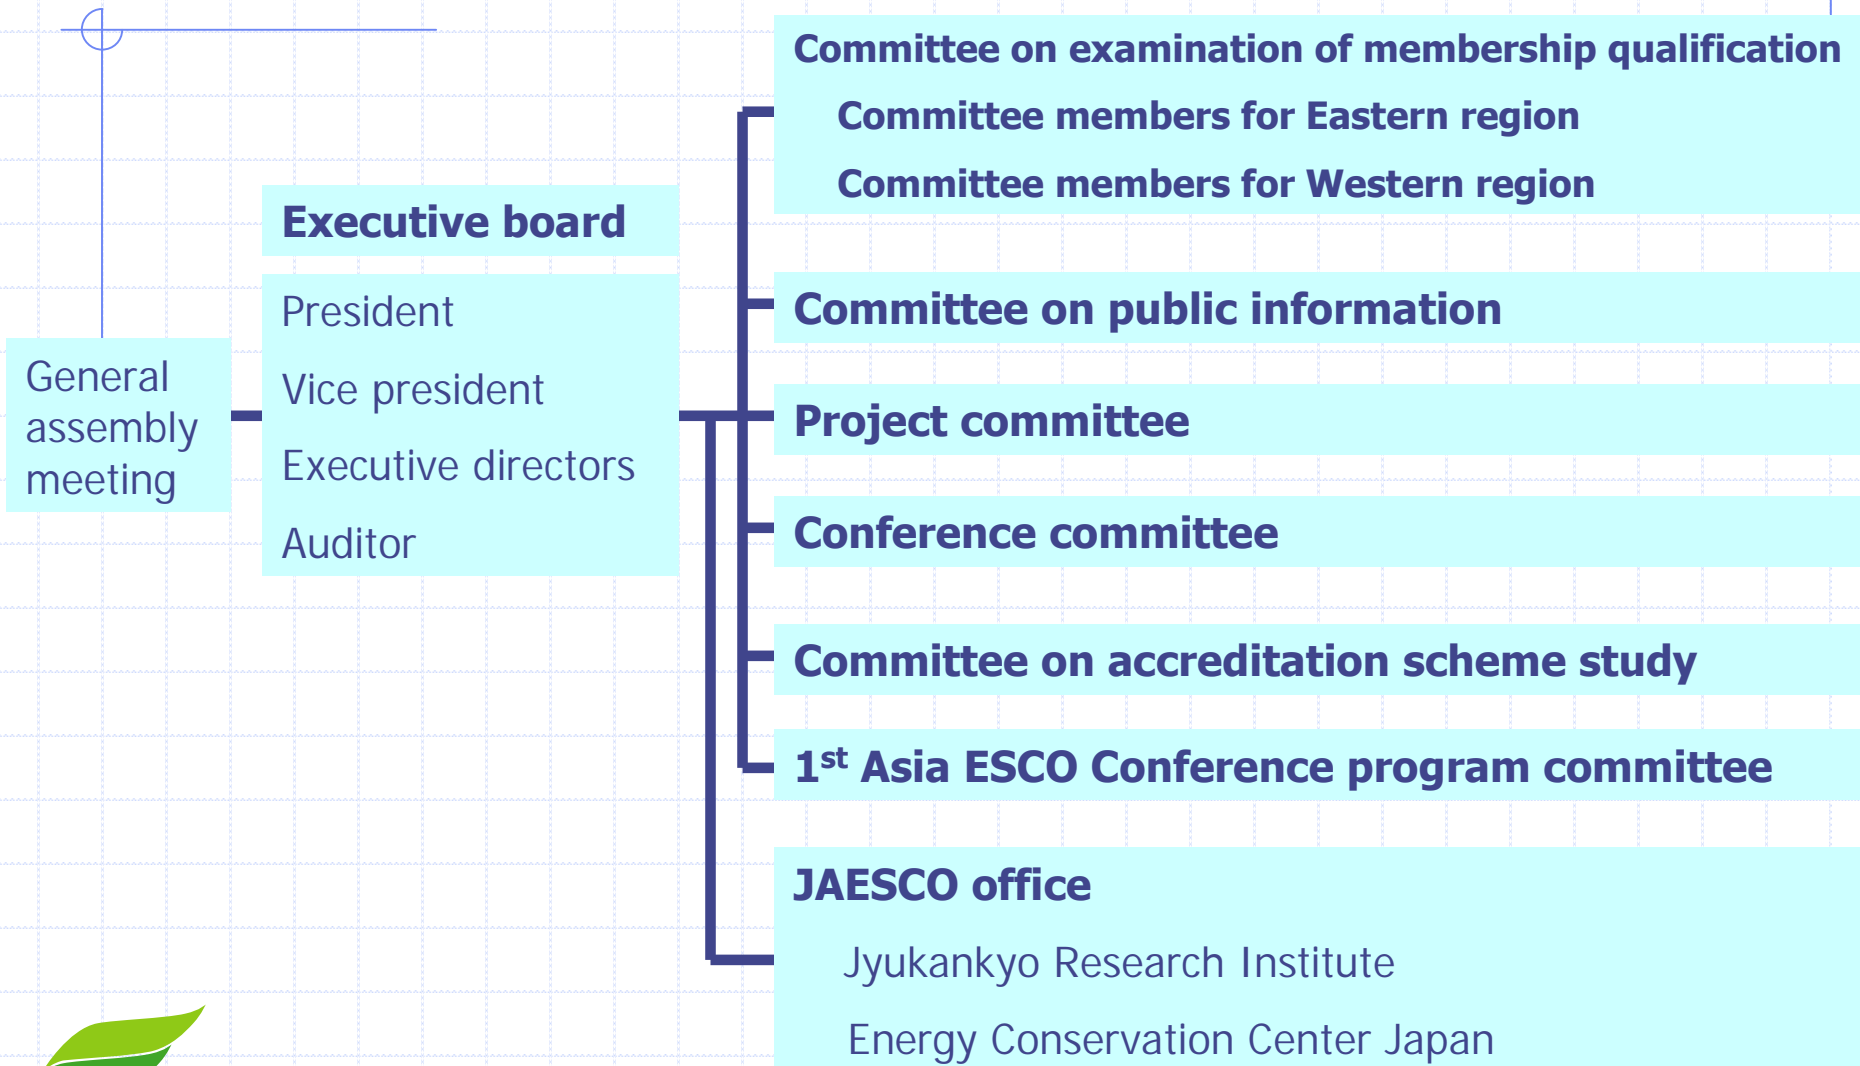 General
assembly
meeting
Executive board
President
Vice president
Executive directors
Auditor
Committee on examination of membership qualification
Committee members for Eastern region
Committee members for Western region
Committee on public information
Project committee
Conference committee
Committee on accreditation scheme study
1st Asia ESCO Conference program committee
JAESCO office
Jyukankyo Research Institute
Energy Conservation Center Japan